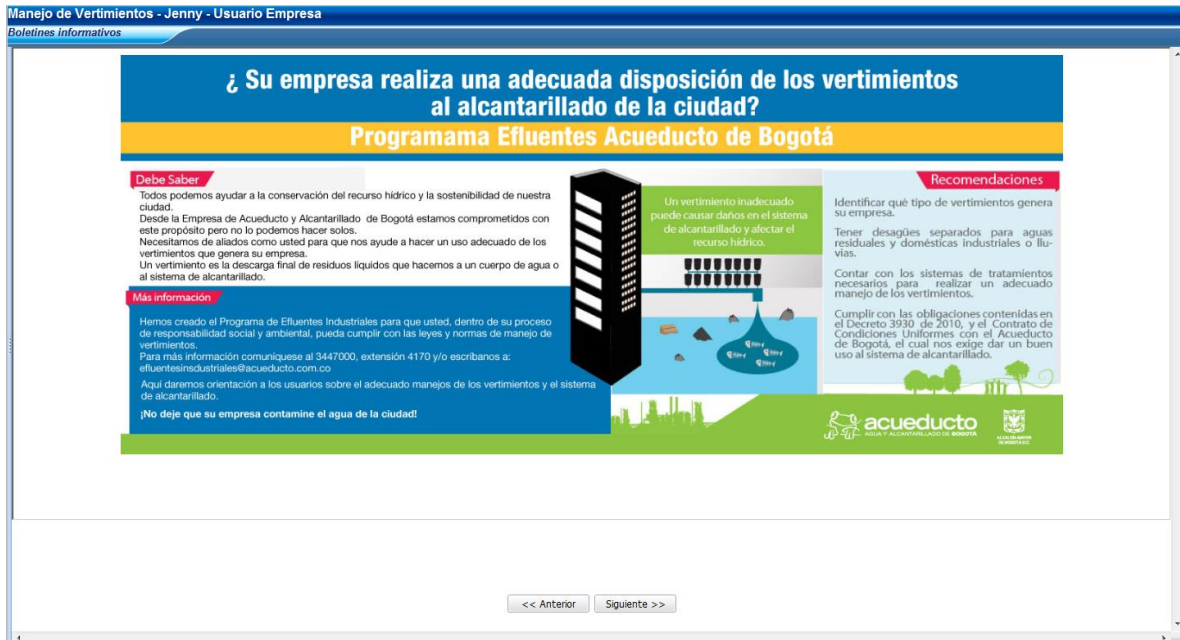 Manejo de Vertimientos - Jenny - Usuario Empresa
Boletines informativos
¿ Su empresa realiza una adecuada disposición de los vertimientos
al alcantarillado de la ciudad?
Programama Efluentes Acueducto de Bogotá
Debe Saber
Todos podemos ayudar a la conservación del recurso hídrico y la sostenibilidad de nuestra
ciudad.
Desde la Empresa de Acueducto y Alcantarillado de Bogotá estamos comprometidos con
este propósito pero no lo podemos hacer solos.
Necesitamos de aliados como usted para que nos ayude a hacer un uso adecuado de los
vertimientos que genera su empresa.
Un vertimiento es la descarga final de residuos líquidos que hacemos a un cuerpo de agua o
al sistema de alcantarillado.
Más información
Hemos creado el Programa de Efluentes Industriales para que usted, dentro de su proceso
de responsabilidad social y ambiental, pueda cumplir con las leyes y normas de manejo de
vertimientos.
Para más información comuniquese al 3447000, extensión 4170 y/o escríbanos a:
efluentesinsdustriales@acueducto.com.co
Aquí daremos orientación a los usuarios sobre el adecuado manejos de los vertimientos y el sistema
de alcantarillado.
¡No deje que su empresa contamine el agua de la ciudad!
Un vertimiento inadecuado
puede causar daños en el sistema
de alcantarillado y afectar el
recurso hídrico.
Recomendaciones
Identificar qué tipo de vertimientos genera
su empresa.
Tener desagües separados para aguas
residuales y domésticas industriales o llu-
vias.
Contar con los sistemas de tratamientos
necesarios para realizar un adecuado
manejo de los vertimientos.
Cumplir con las obligaciones contenidas en
el Decreto 3930 de 2010, y el Contrato de
Condiciones Uniformes con el Acueducto
de Bogotá, el cual nos exige dar un buen
uso al sistema de alcantarillado.
acueducto
AGUA Y ALCANTARILLADO DE BOGOTÁ
ALCALDÍA MAYOR
DE BOGOTÁ D.C.
<< Anterior
Siguiente >>